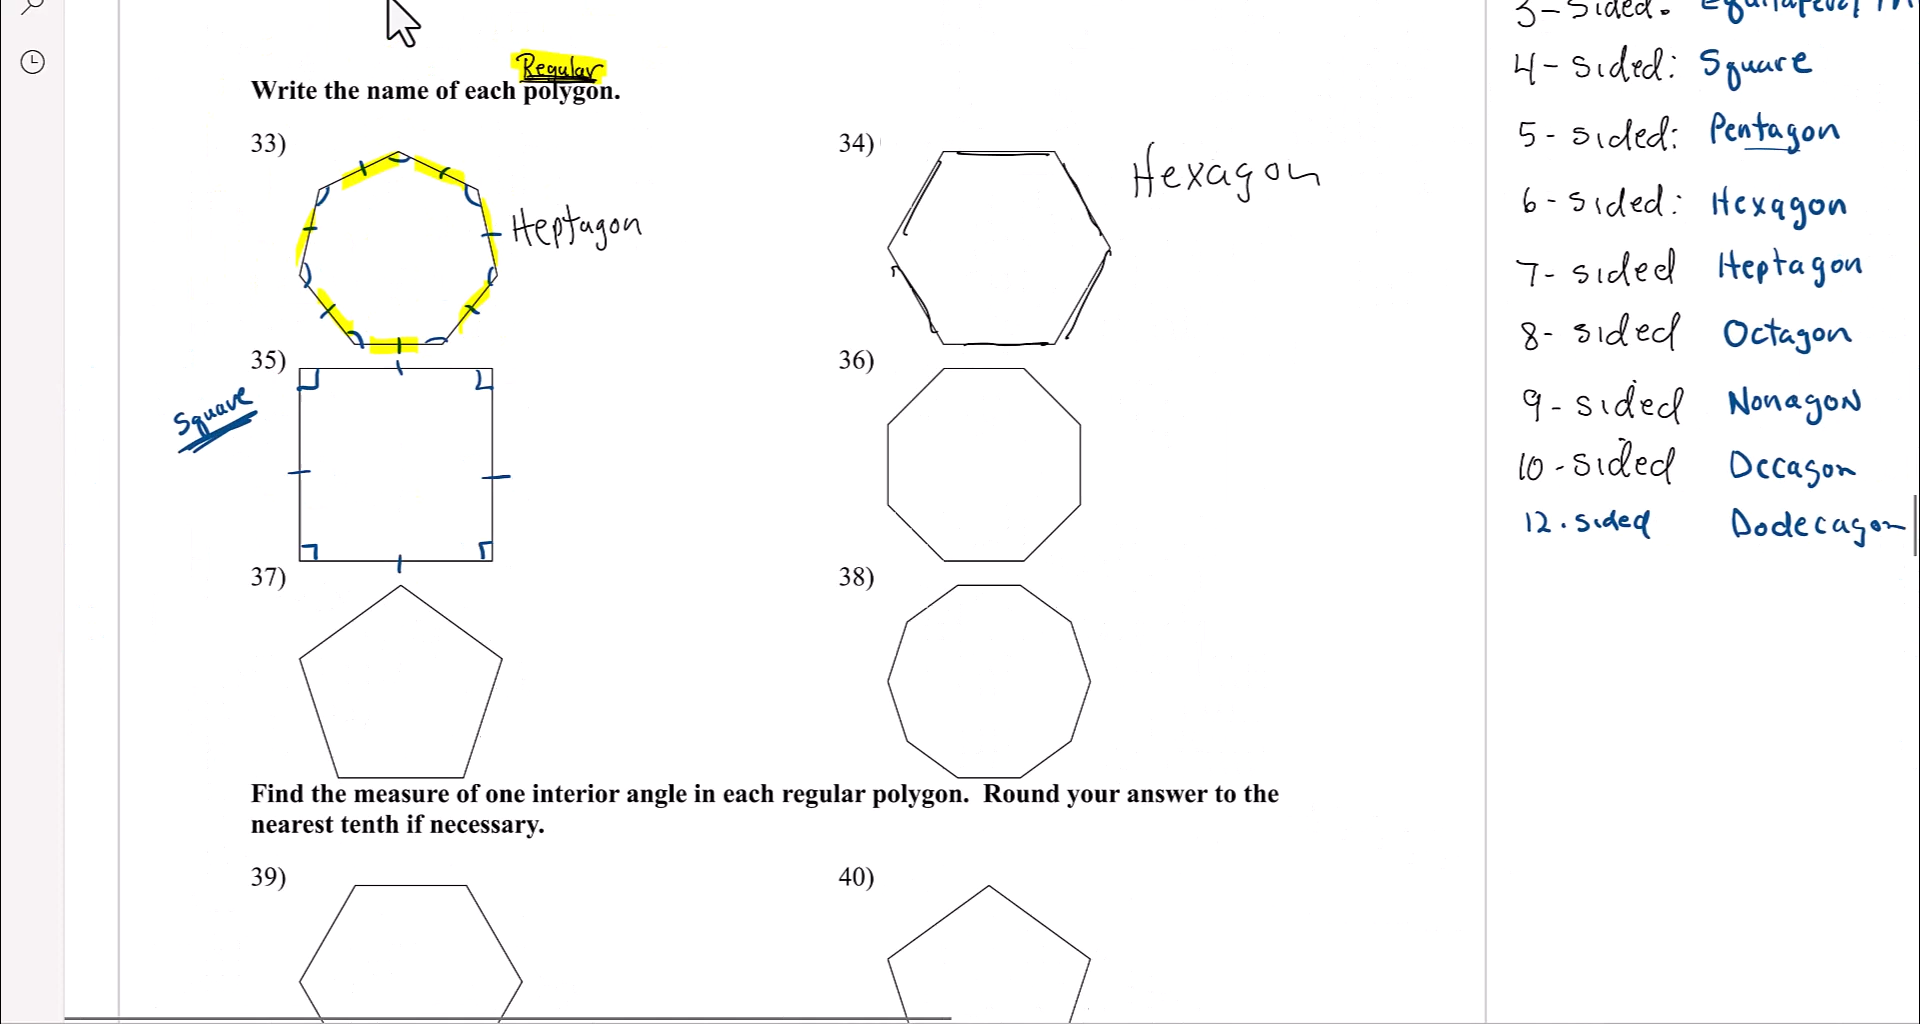 Regular
Write the name of each polygon.
33)
Heptagon
34)
Hexagon
35)
Square
36)
37)
38)
Find the measure of one interior angle in each regular polygon. Round your answer to the
nearest tenth if necessary.
39)
40)
3-sided:
4-sided: Square
5-sided: Pentagon
6-sided: Hexagon
7-sided Heptagon
8-sided Octagon
9-sided Nonagon
10-sided Decagon
12-sided Dodecagon